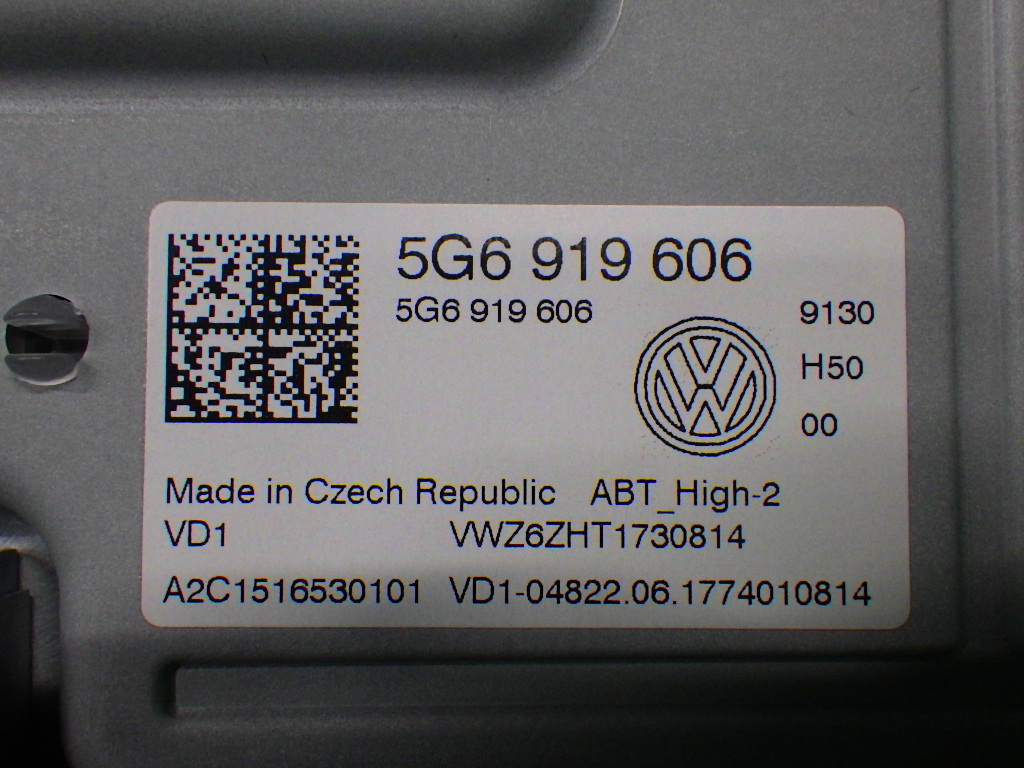 5G6 919 606
5G6 919 606
9130
H50
00
Made in Czech Republic ABT_High-2
VD1 VWZ6ZHT1730814
A2C1516530101 VD1-04822.06.1774010814